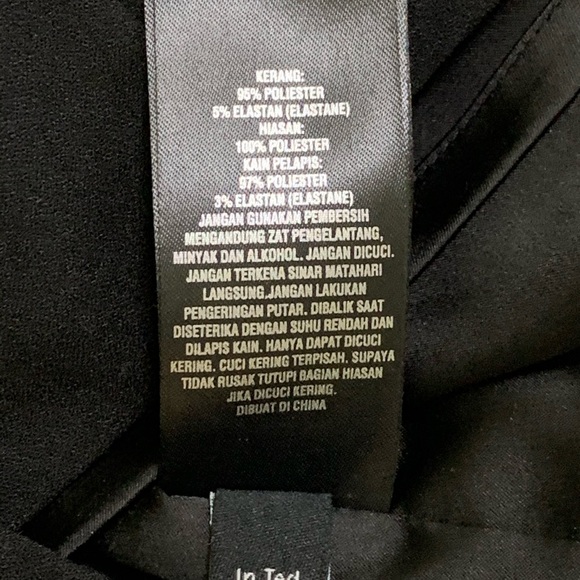 KERANG:
95% POLIESTER
5% ELASTAN (ELASTANE)
HIASAN:
100% POLIESTER
KAIN PELAPIS:
97% POLIESTER
3% ELASTAN (ELASTANE)
JANGAN GUNAKAN PEMBERSIH
MENGANDUNG ZAT PENGELANTANG,
MINYAK DAN ALKOHOL. JANGAN DICUCI.
JANGAN TERKENA SINAR MATAHARI
LANGSUNG.JANGAN LAKUKAN
PENGERINGAN PUTAR. DIBALIK SAAT
DISETERIKA DENGAN SUHU RENDAH DAN
DILAPIS KAIN. HANYA DAPAT DICUCI
KERING. CUCI KERING TERPISAH. SUPAYA
TIDAK RUSAK TUTUPI BAGIAN HIASAN
JIKA DICUCI KERING.
DIBUAT DI CHINA
In Ted